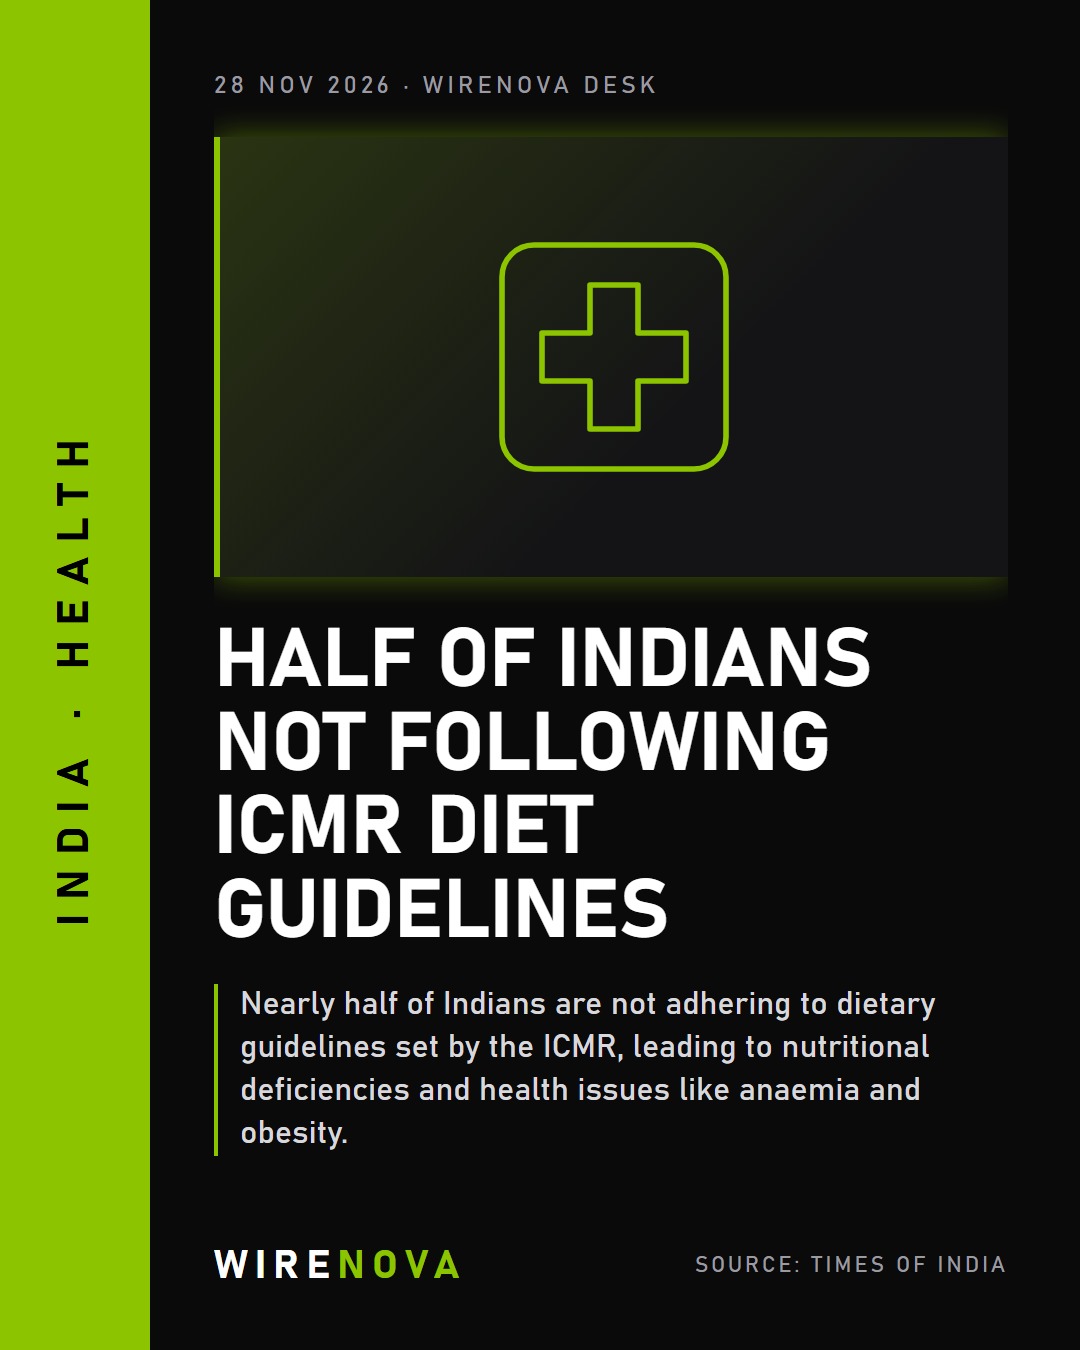 INDIA · HEALTH
28 NOV 2026 · WIRENOVA DESK
HALF OF INDIANS
NOT FOLLOWING
ICMR DIET
GUIDELINES
Nearly half of Indians are not adhering to dietary
guidelines set by the ICMR, leading to nutritional
deficiencies and health issues like anaemia and
obesity.
WIRENOVA
SOURCE: TIMES OF INDIA